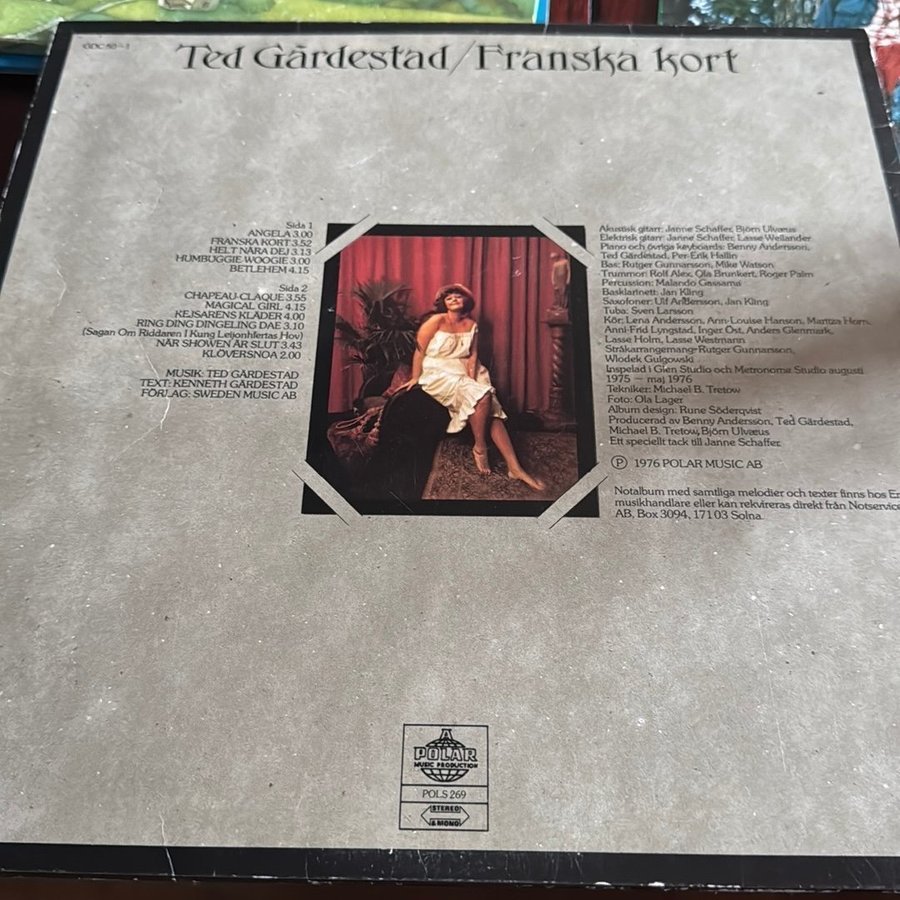 GDC 50-1
Ted Gärdestad/Franska kort
Sida 1
ANGELA 3.00
FRANSKA KORT 3.52
HELT NÄRA DEJ 3.13
HUMBUGGIE WOOGIE 3.00
BETLEHEM 4.15
Sida 2
CHAPEAU-CLAQUE 3.55
MAGICAL GIRL 4.15
KEJSARENS KLÄDER 4.00
RING DING DINGELING DAE 3.10
(Sagan Om Riddaren I Kung Lejonhjertas Hov)
NÄR SHOWEN ÄR SLUT 3.43
KLÖVERSNOA 2.00
MUSIK: TED GÄRDESTAD
TEXT: KENNETH GÄRDESTAD
FÖRLAG: SWEDEN MUSIC AB
Akustisk gitarr: Janne Schaffer, Björn Ulvæus
Elektrisk gitarr: Janne Schaffer, Lasse Wellander
Piano och övriga keyboards: Benny Andersson,
Ted Gärdestad, Per-Erik Hallin
Bas: Rutger Gunnarsson, Mike Watson
Trummor: Rolf Alex, Ola Brunkert, Roger Palm
Percussion: Malando Gassama
Basklarinett: Jan Kling
Saxofoner: Ulf Andersson, Jan Kling
Tuba: Sven Larsson
Kör: Lena Andersson, Ann-Louise Hanson, Maritza Horn,
Anni-Frid Lyngstad, Inger Öst, Anders Glenmark,
Lasse Holm, Lasse Westmann
Stråkarrangemang-Rutger Gunnarsson,
Wlodek Gulgowski
Inspelad i Glen Studio och Metronome Studio augusti
1975 – maj 1976
Tekniker: Michael B. Tretow
Foto: Ola Lager
Album design: Rune Söderqvist
Producerad av Benny Andersson, Ted Gärdestad,
Michael B. Tretow, Björn Ulvæus
Ett speciellt tack till Janne Schaffer
Ⓟ 1976 POLAR MUSIC AB
Notalbum med samtliga melodier och texter finns hos Er
musikhandlare eller kan rekvireras direkt från Notservice
AB, Box 3094, 171 03 Solna.
A
POLAR
MUSIC PRODUCTION
POLS 269
STEREO
& MONO